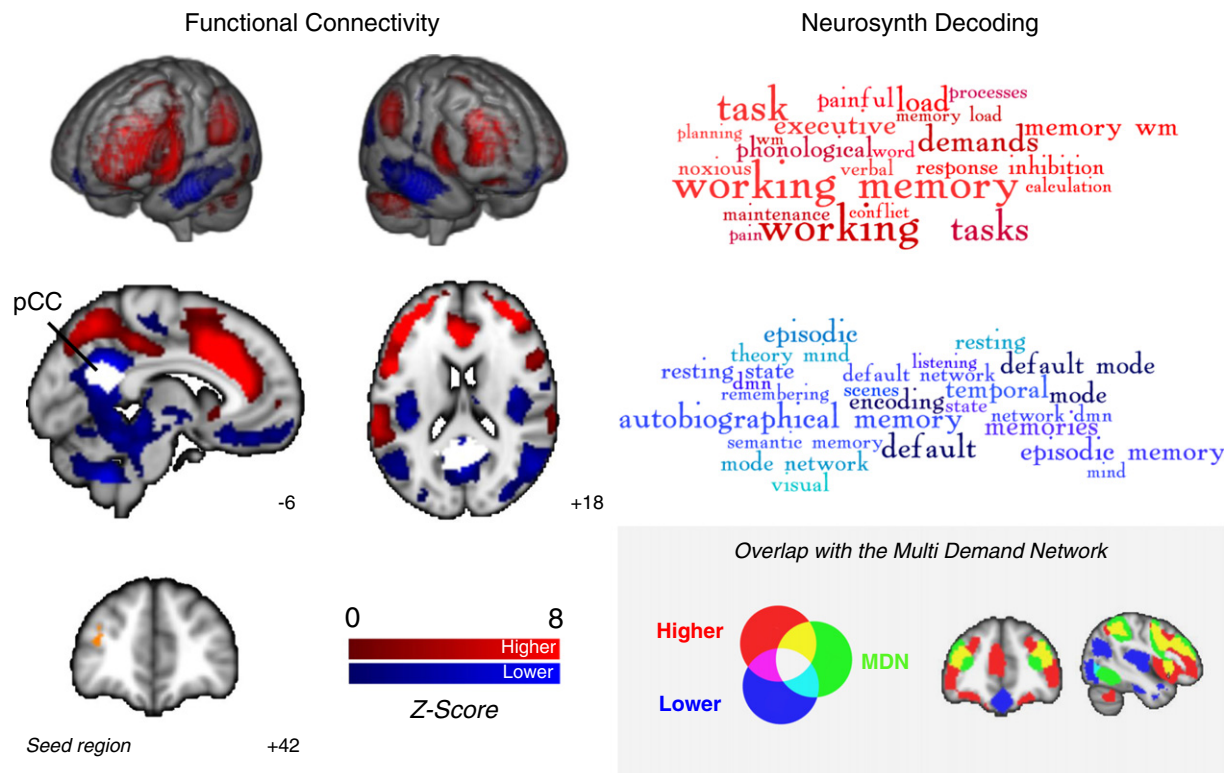 Functional Connectivity
Neurosynth Decoding
task painful load processes
memory load
planning wm executive demands memory wm
phonological word
noxious verbal response inhibition
working memory calculation
maintenance conflict
pain working tasks
pCC
episodic
theory mind listening resting
resting state default network default mode
dmn
remembering scenes temporal mode
encoding state
autobiographical memory network dmn
memories
semantic memory default episodic memory
mode network mind
visual
-6
+18
Overlap with the Multi Demand Network
0 8
Higher
Lower
Z-Score
Higher
MDN
Lower
Seed region +42